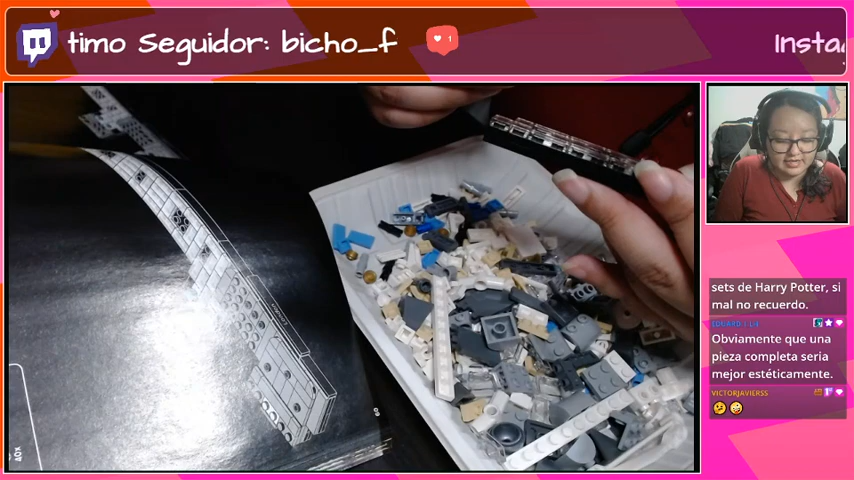 timo Seguidor: bicho_f
1
Insta
sets de Harry Potter, si
mal no recuerdo.
Obviamente que una
pieza completa seria
mejor estéticamente.
VICTORJAVIERSS
40x